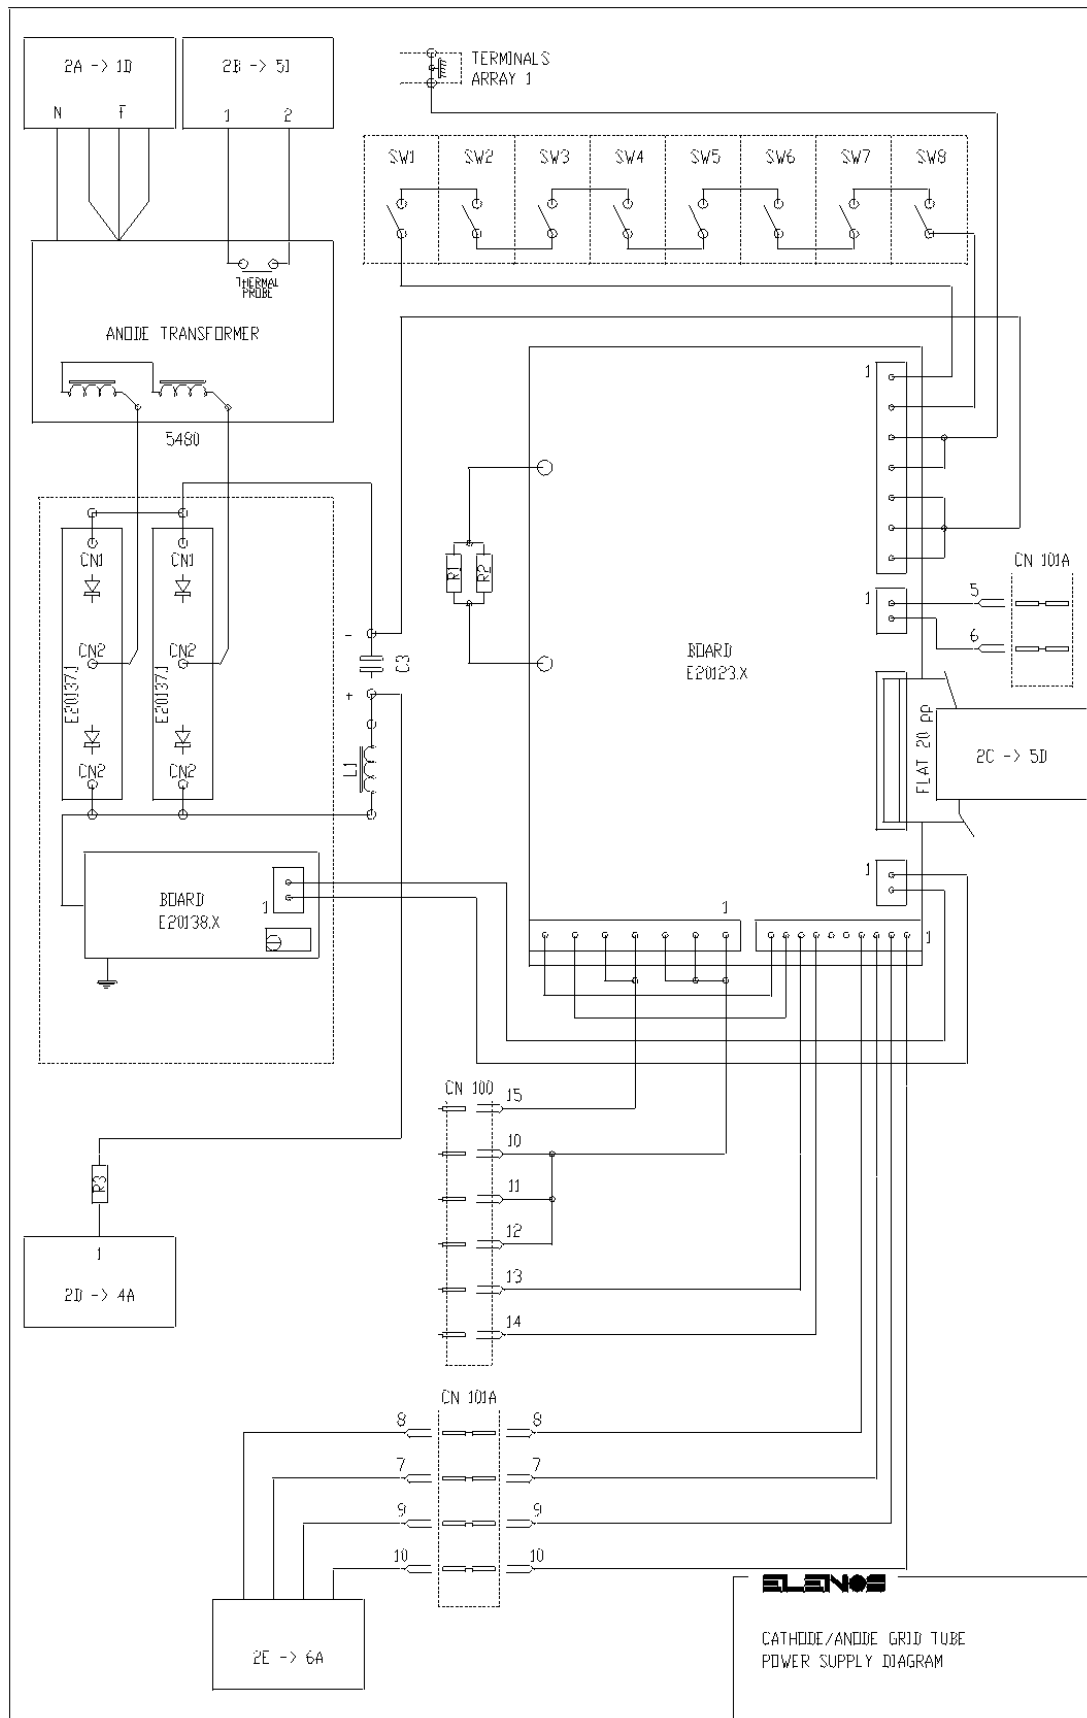 2A -> 1D
2B -> 5I
N
F
1
2
TERMINALS
ARRAY 1
SW1
SW2
SW3
SW4
SW5
SW6
SW7
SW8
THERMAL
PROBE
ANODE TRANSFORMER
5480
1
CN1
CN1
CN2
CN2
E20137.1
E20137.1
CN2
CN2
R1
R2
-
C3
+
L1
BOARD
E20123.X
1
5
6
CN 101A
FLAT 20 pp
2C -> 5D
1
BOARD
E20138.X
1
1
1
CN 100
15
10
11
12
13
14
R3
1
2D -> 4A
CN 101A
8
8
7
7
9
9
10
10
2E -> 6A
ELENOS
CATHODE/ANODE GRID TUBE
POWER SUPPLY DIAGRAM